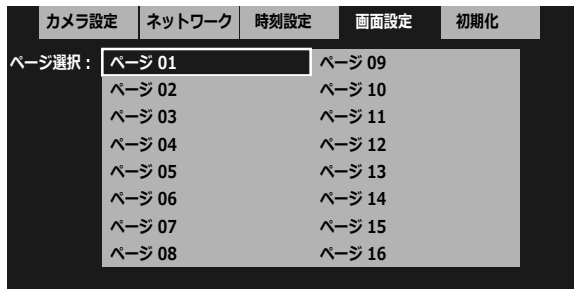 カメラ設定 ネットワーク 時刻設定 画面設定 初期化
ページ選択： ページ 01 ページ 09
ページ 02 ページ 10
ページ 03 ページ 11
ページ 04 ページ 12
ページ 05 ページ 13
ページ 06 ページ 14
ページ 07 ページ 15
ページ 08 ページ 16